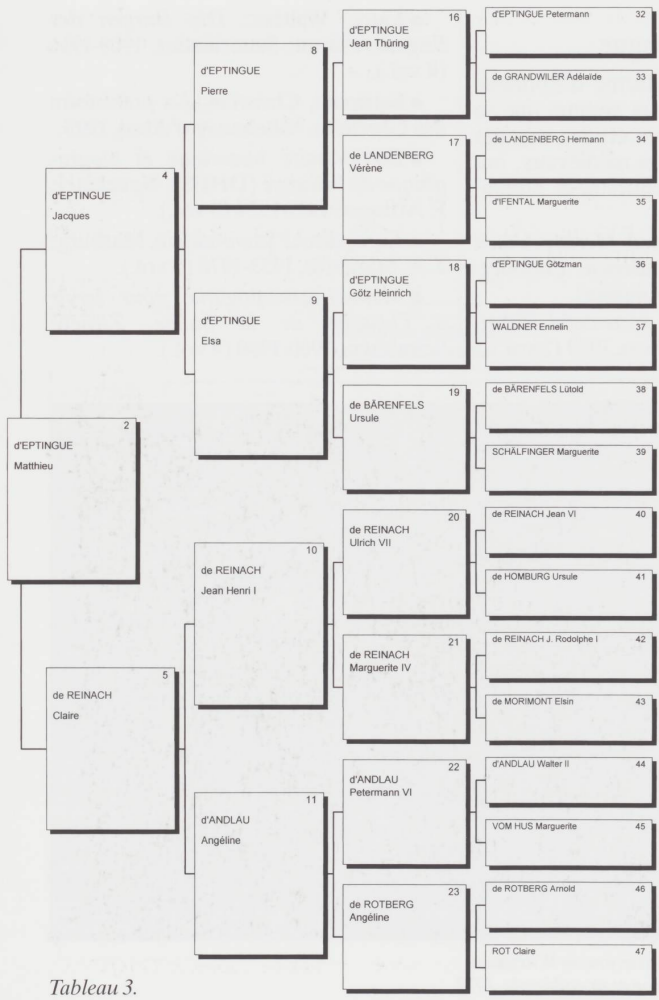 2
d'EPTINGUE
Matthieu
4
d'EPTINGUE
Jacques
5
de REINACH
Claire
8
d'EPTINGUE
Pierre
9
d'EPTINGUE
Elsa
10
de REINACH
Jean Henri I
11
d'ANDLAU
Angéline
16
d'EPTINGUE
Jean Thüring
17
de LANDENBERG
Vérène
18
d'EPTINGUE
Götz Heinrich
19
de BÄRENFELS
Ursule
20
de REINACH
Ulrich VII
21
de REINACH
Marguerite IV
22
d'ANDLAU
Petermann VI
23
de ROTBERG
Angéline
d'EPTINGUE Petermann 32
de GRANDWILER Adélaïde 33
de LANDENBERG Hermann 34
d'IFENTAL Marguerite 35
d'EPTINGUE Götzman 36
WALDNER Ennelin 37
de BÄRENFELS Lütold 38
SCHÄLFINGER Marguerite 39
de REINACH Jean VI 40
de HOMBURG Ursule 41
de REINACH J. Rodolphe I 42
de MORIMONT Elsin 43
d'ANDLAU Walter II 44
VOM HUS Marguerite 45
de ROTBERG Arnold 46
ROT Claire 47
Tableau 3.